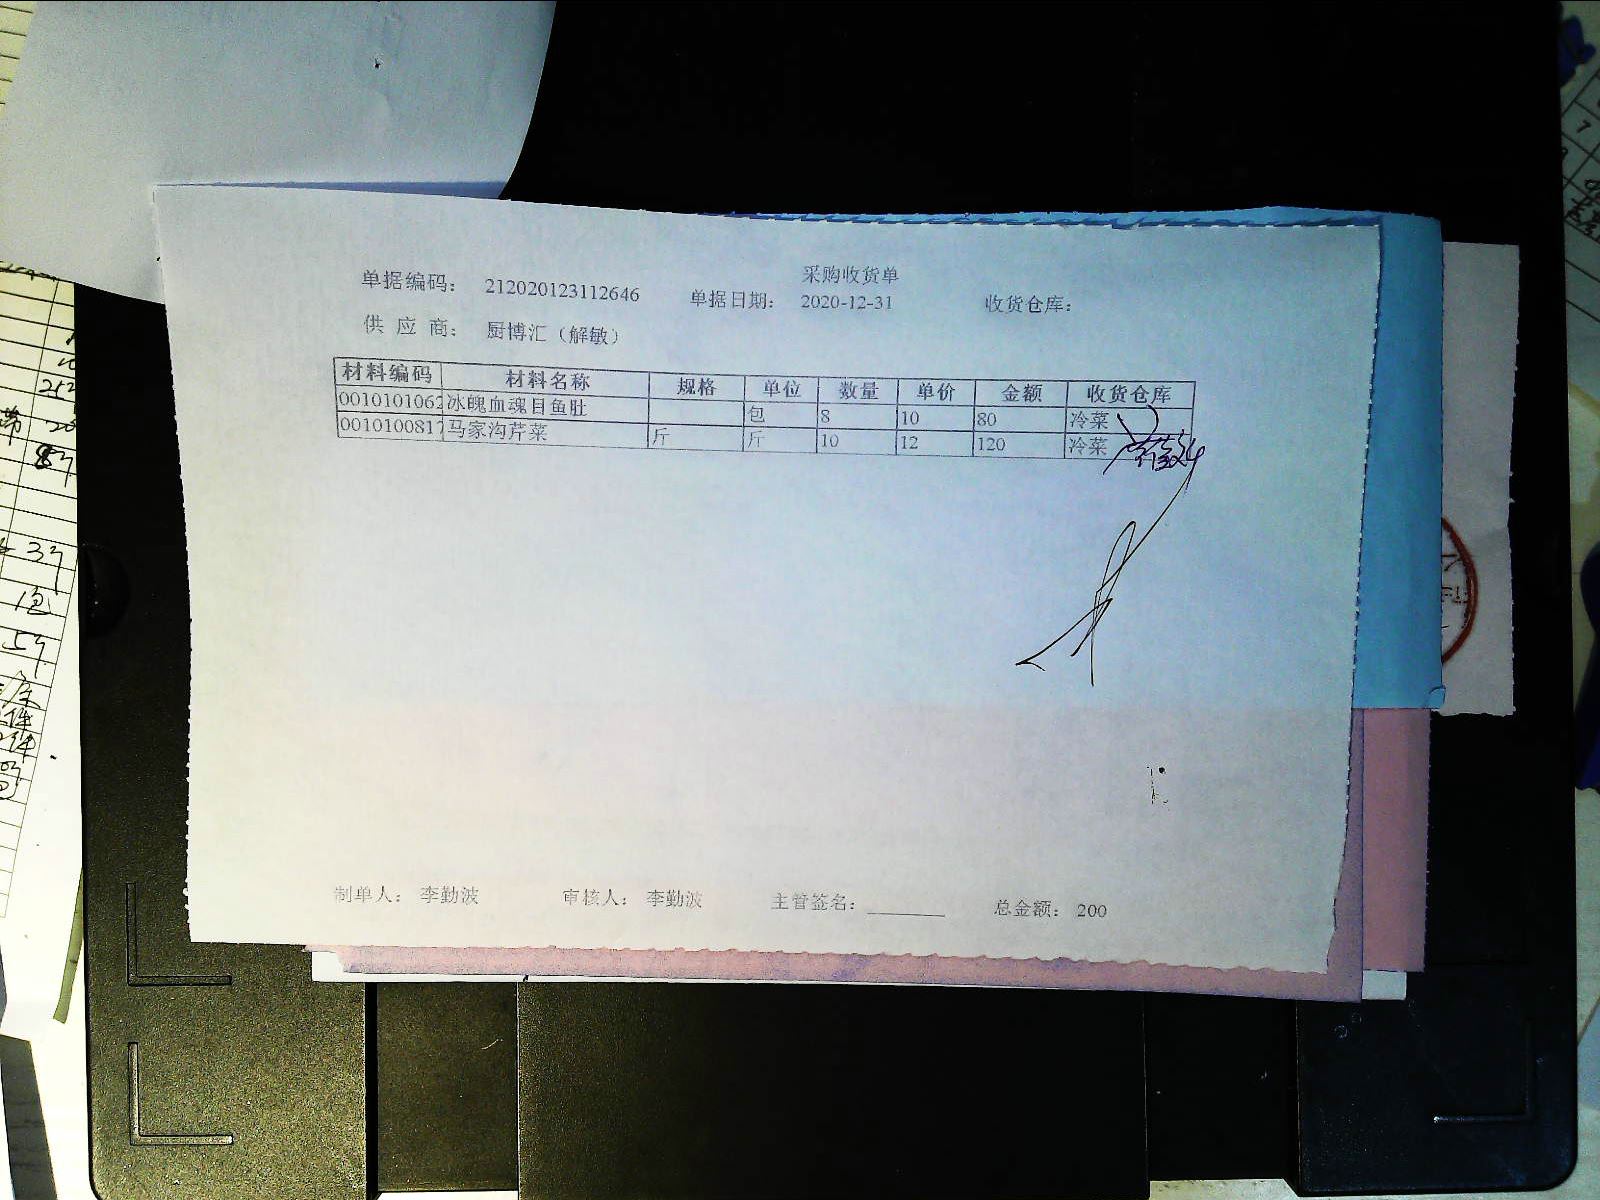 采购收货单
单据编码： 212020123112646 单据日期： 2020-12-31 收货仓库：
供 应 商： 厨博汇（解敏）
材料编码 材料名称 规格 单位 数量 单价 金额 收货仓库
0010101062 冰魄血魂目鱼肚 包 8 10 80 冷菜
0010100817 马家沟芹菜 斤 斤 10 12 120 冷菜
制单人： 李勤波 审核人： 李勤波 主管签名：________ 总金额： 200